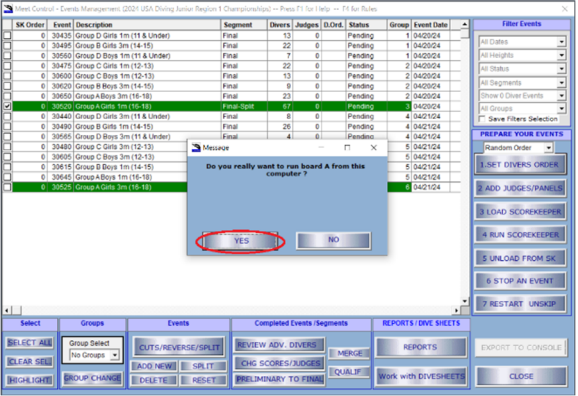 Meet Control - Events Management (2024 USA Diving Junior Region 1 Championships) -- Press F1 for Help -- F4 for Rules
SK Order Event Description Segment Divers Judges D.Ord. Status Group Event Date
0 30435 Group D Girls 1m (11 & Under) Final 13 0 Pending 1 04/20/24
0 30495 Group B Girls 1m (14-15) Final 22 0 Pending 1 04/20/24
0 30560 Group D Boys 1m (11 & Under) Final 7 0 Pending 1 04/20/24
0 30475 Group C Girls 1m (12-13) Final 22 0 Pending 2 04/20/24
0 30600 Group C Boys 1m (12-13) Final 13 0 Pending 2 04/20/24
0 30620 Group B Boys 3m (14-15) Final 9 0 Pending 2 04/20/24
0 30650 Group A Boys 3m (16-18) Final 23 0 Pending 2 04/20/24
0 30520 Group A Girls 1m (16-18) Final-Split 67 0 Pending 3 04/20/24
0 30440 Group D Girls 3m (11 & Under) Final 8 0 Pending 4 04/21/24
0 30490 Group B Girls 1m (14-15) Final 26 0 Pending 4 04/21/24
0 30565 Group D Boys 3m (11 & Under) Final 4 0 Pending 4 04/21/24
0 30480 Group C Girls 3m (12-13) 5 04/21/24
0 30605 Group C Boys 3m (12-13) 5 04/21/24
0 30615 Group B Boys 1m (14-15) 5 04/21/24
0 30645 Group A Boys 1m (16-18) 5 04/21/24
0 30525 Group A Girls 3m (16-18) 6 04/21/24
Message
Do you really want to run board A from this
computer ?
YES NO
Filter Events
All Dates
All Heights
All Status
All Segments
Show 0 Diver Events
All Groups
Save Filters Selection
PREPARE YOUR EVENTS
Random Order
1.SET DIVERS ORDER
2 ADD JUDGES/PANELS
3 LOAD SCOREKEEPER
4 RUN SCOREKEEPER
5 UNLOAD FROM SK
6 STOP AN EVENT
7 RESTART UNSKIP
EXPORT TO CONSOLE
CLOSE
Select
SELECT ALL
CLEAR SEL
HIGHLIGHT
Groups
Group Select
No Groups
GROUP CHANGE
Events
CUTS/REVERSE/SPLIT
ADD NEW SPLIT
DELETE RESET
Completed Events /Segments
REVIEW ADV. DIVERS
CHG SCORES/JUDGES
PRELIMINARY TO FINAL
MERGE
QUALIF
REPORTS / DIVE SHEETS
REPORTS
Work with DIVESHEETS